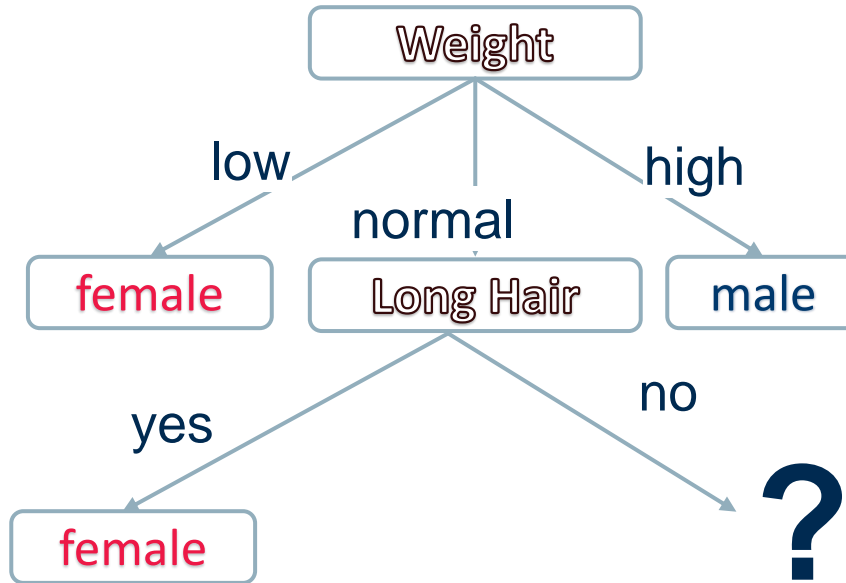 Weight
low
high
normal
female
Long Hair
male
yes
no
female
?